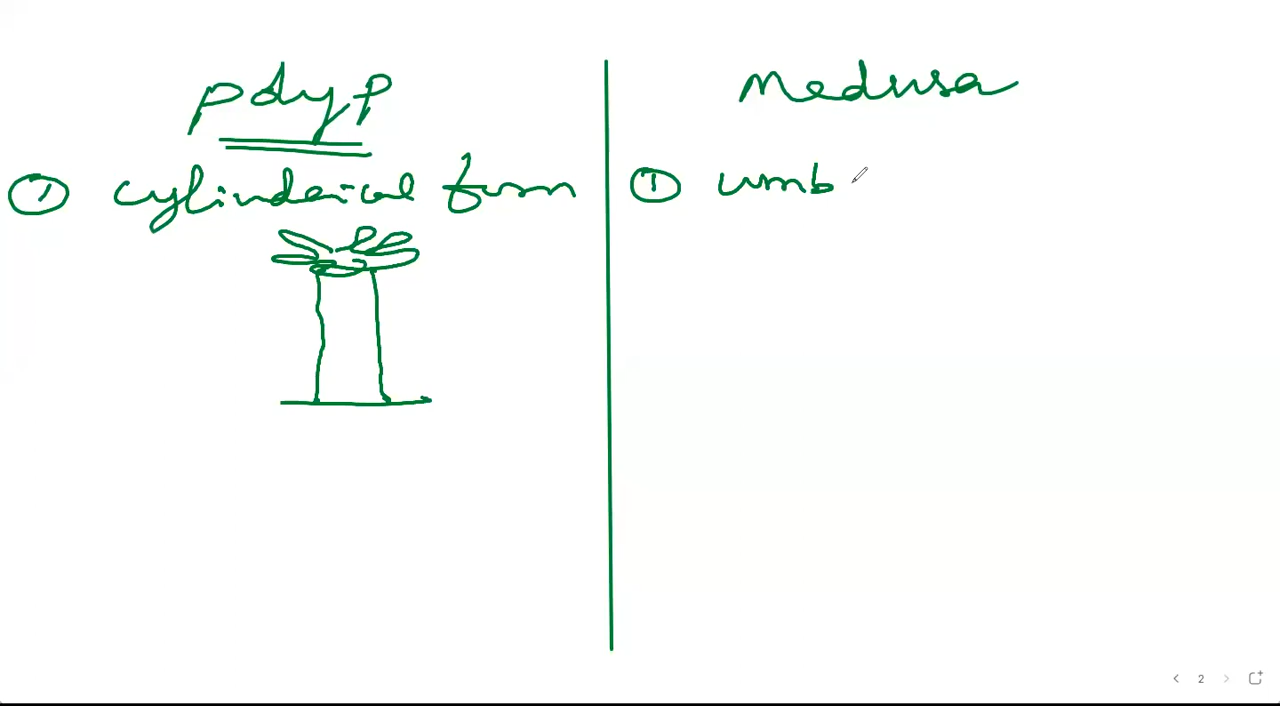 polyp
Medusa
① cylinderical form
① umb
2